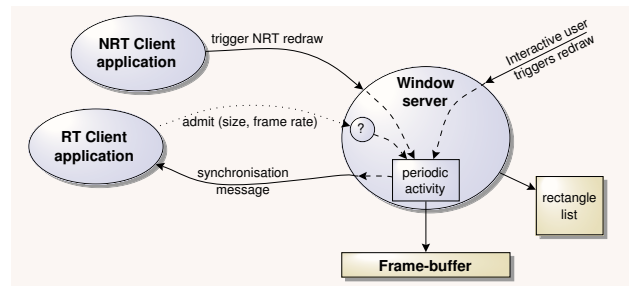 NRT Client
application
trigger NRT redraw
Interactive user
triggers redraw
Window
server
RT Client
application
admit (size, frame rate)
?
synchronisation
message
periodic
activity
rectangle
list
Frame-buffer